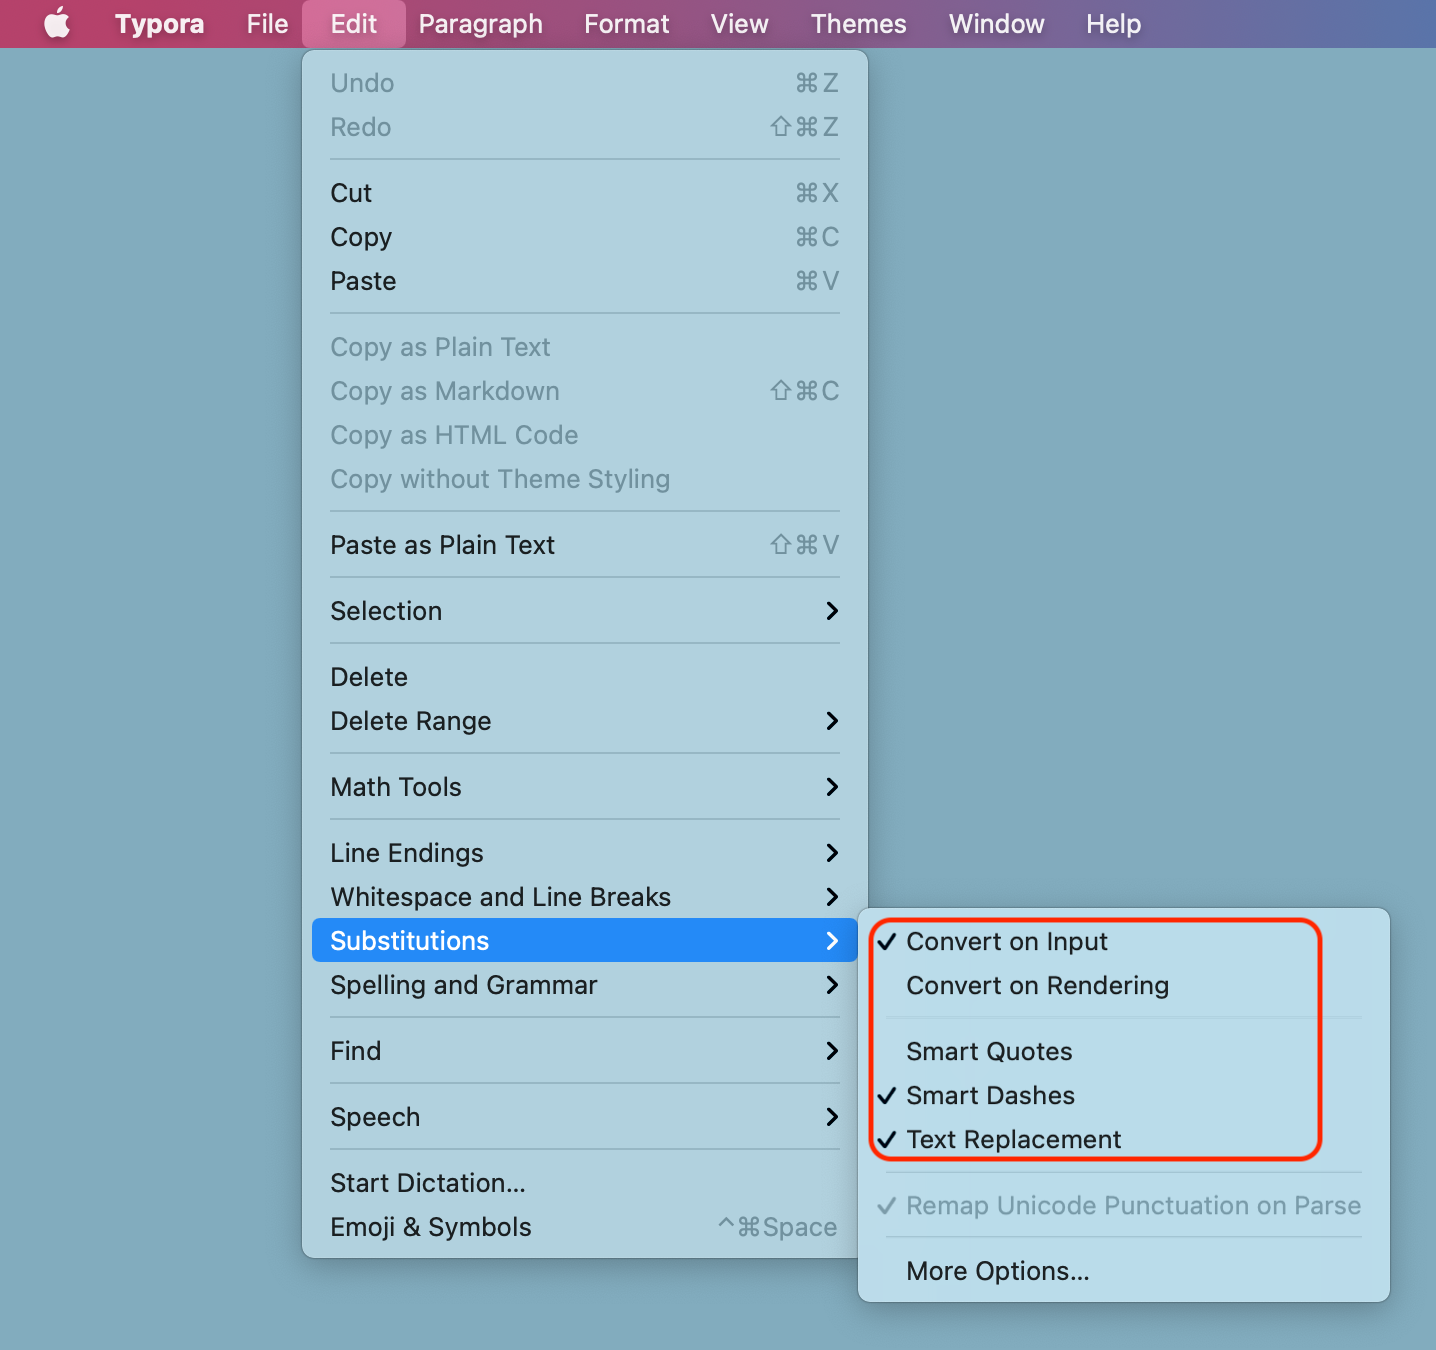 Typora File Edit Paragraph Format View Themes Window Help
Undo ⌘Z
Redo ⇧⌘Z
Cut ⌘X
Copy ⌘C
Paste ⌘V
Copy as Plain Text
Copy as Markdown ⇧⌘C
Copy as HTML Code
Copy without Theme Styling
Paste as Plain Text ⇧⌘V
Selection
Delete
Delete Range
Math Tools
Line Endings
Whitespace and Line Breaks
Substitutions
Spelling and Grammar
Find
Speech
Start Dictation...
Emoji & Symbols ^⌘Space
Convert on Input
Convert on Rendering
Smart Quotes
Smart Dashes
Text Replacement
Remap Unicode Punctuation on Parse
More Options...